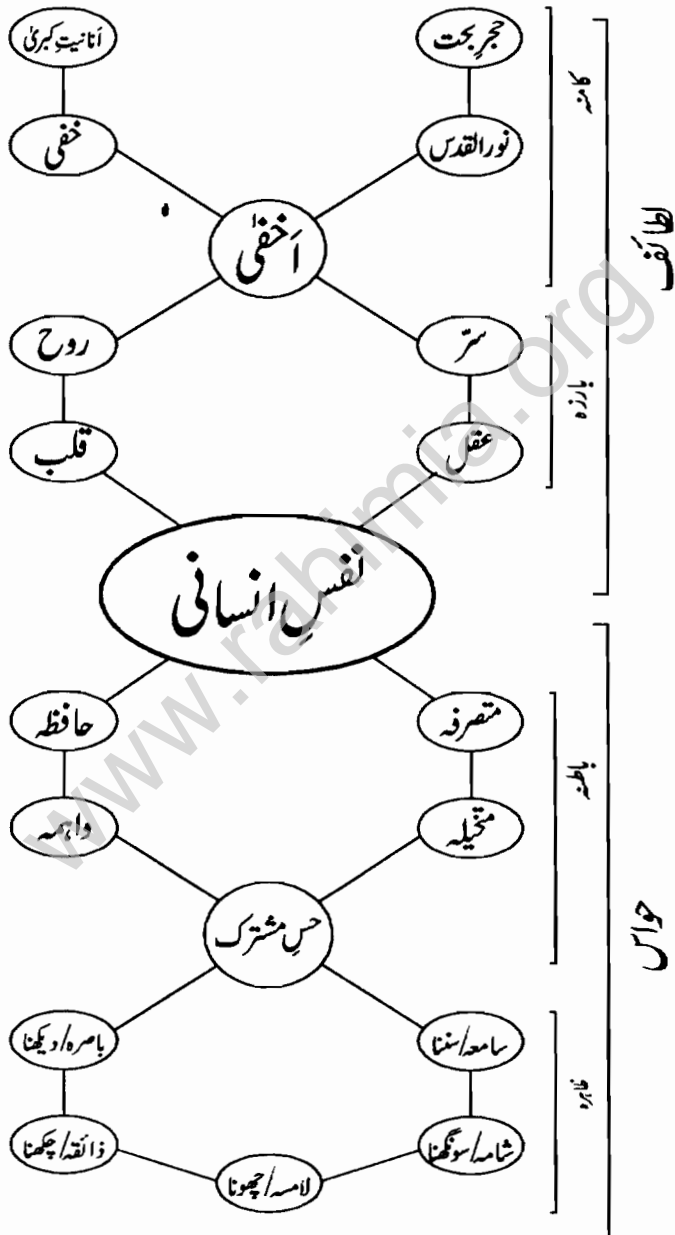 لطائف
کامنہ
حجرِ بحت
انانیتِ کبریٰ
نور القدس
خفی
اَخفیٰ
بارزہ
سرّ
روح
عقل
قلب
نفسِ انسانی
حواس
باطنہ
متصرفہ
حافظہ
متخیلہ
واہمہ
حسِ مشترک
ظاہرہ
سامعہ/سننا
باصرہ/دیکھنا
شامہ/سونگھنا
ذائقہ/چکھنا
لامسہ/چھونا
www.rahimia.org